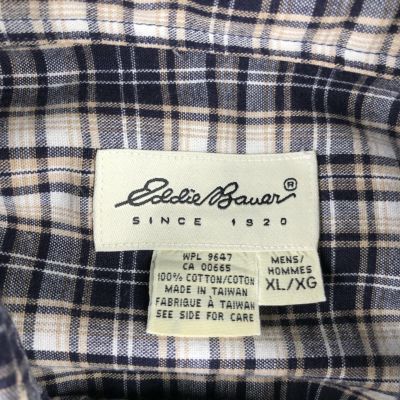 Eddie Bauer®
SINCE 1920
WPL 9647
CA 00665
100% COTTON/COTON
MADE IN TAIWAN
FABRIQUÉ À TAIWAN
SEE SIDE FOR CARE
MENS/
HOMMES
XL/XG